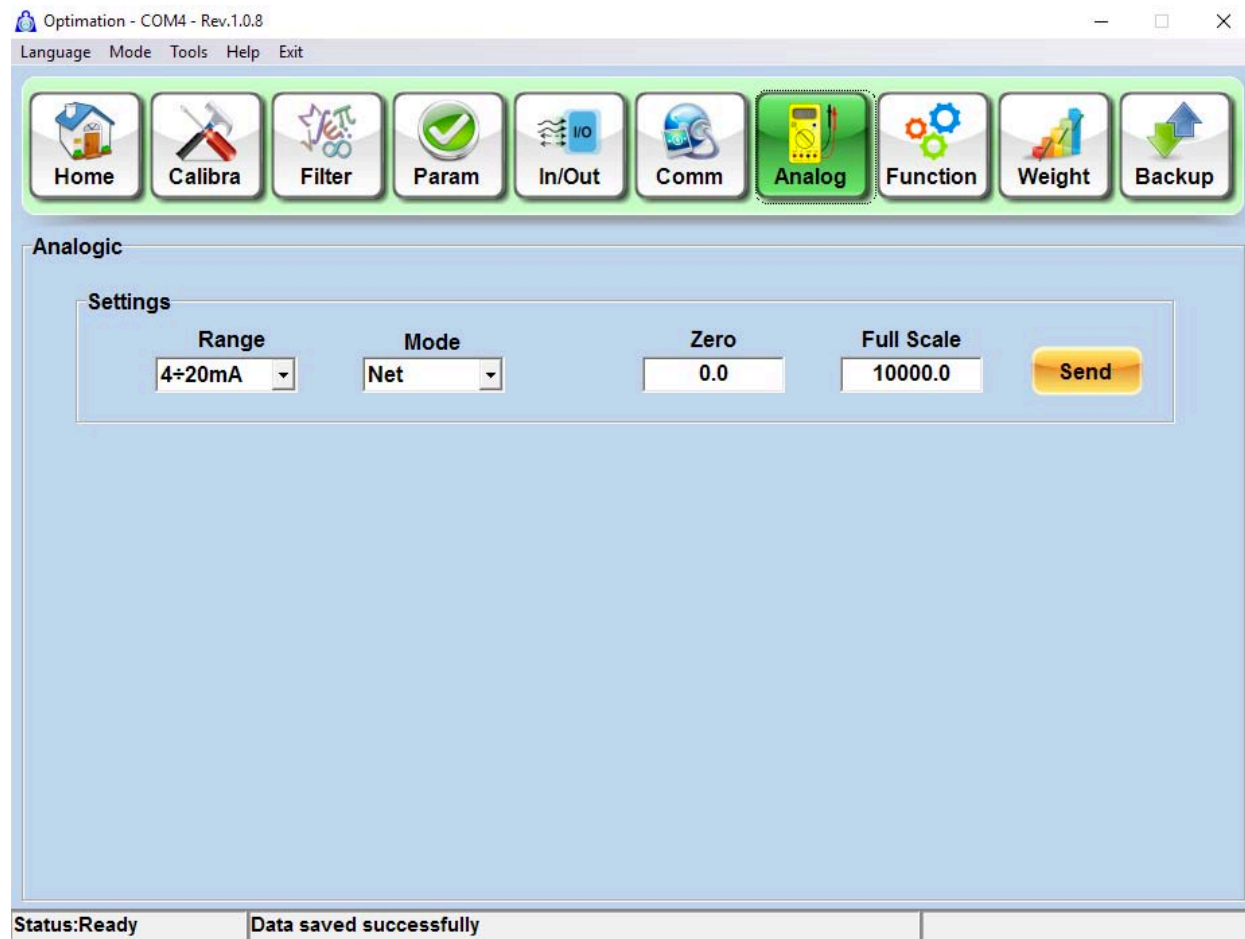 Optimation - COM4 - Rev.1.0.8
Language Mode Tools Help Exit
I/O
Home Calibra Filter Param In/Out Comm Analog Function Weight Backup
Analogic
Settings
Range Mode Zero Full Scale
4÷20mA Net 0.0 10000.0 Send
Status:Ready Data saved successfully